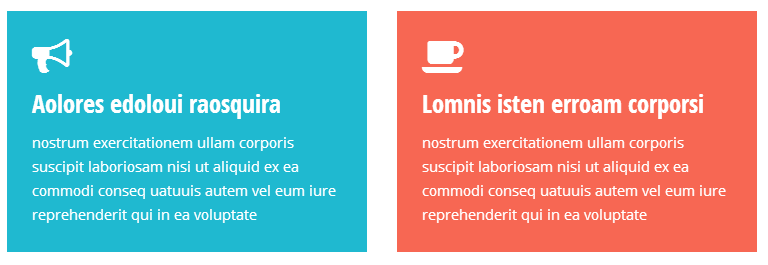 Aolores edoloui raosquira
nostrum exercitationem ullam corporis
suscipit laboriosam nisi ut aliquid ex ea
commodi conseq uatuuis autem vel eum iure
reprehenderit qui in ea voluptate
Lomnis isten erroam corporsi
nostrum exercitationem ullam corporis
suscipit laboriosam nisi ut aliquid ex ea
commodi conseq uatuuis autem vel eum iure
reprehenderit qui in ea voluptate